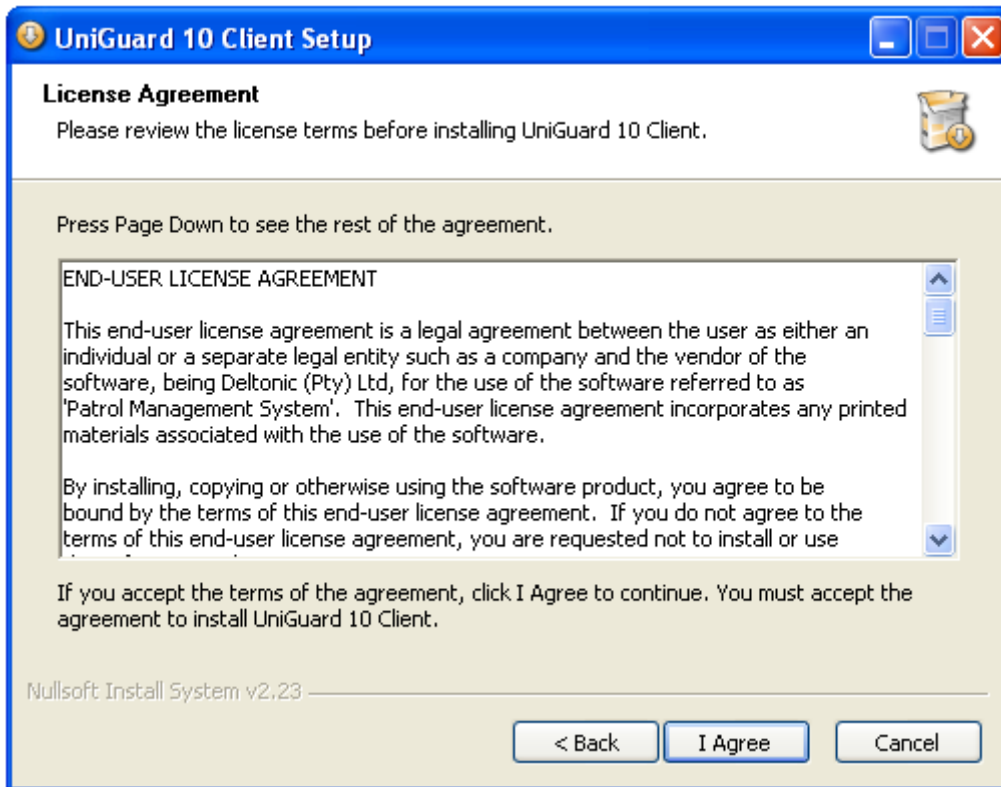 UniGuard 10 Client Setup
License Agreement
Please review the license terms before installing UniGuard 10 Client.
Press Page Down to see the rest of the agreement.
END-USER LICENSE AGREEMENT
This end-user license agreement is a legal agreement between the user as either an
individual or a separate legal entity such as a company and the vendor of the
software, being Deltonic (Pty) Ltd, for the use of the software referred to as
'Patrol Management System'.  This end-user license agreement incorporates any printed
materials associated with the use of the software.
By installing, copying or otherwise using the software product, you agree to be
bound by the terms of this end-user license agreement.  If you do not agree to the
terms of this end-user license agreement, you are requested not to install or use
If you accept the terms of the agreement, click I Agree to continue. You must accept the
agreement to install UniGuard 10 Client.
Nullsoft Install System v2.23
< Back
I Agree
Cancel